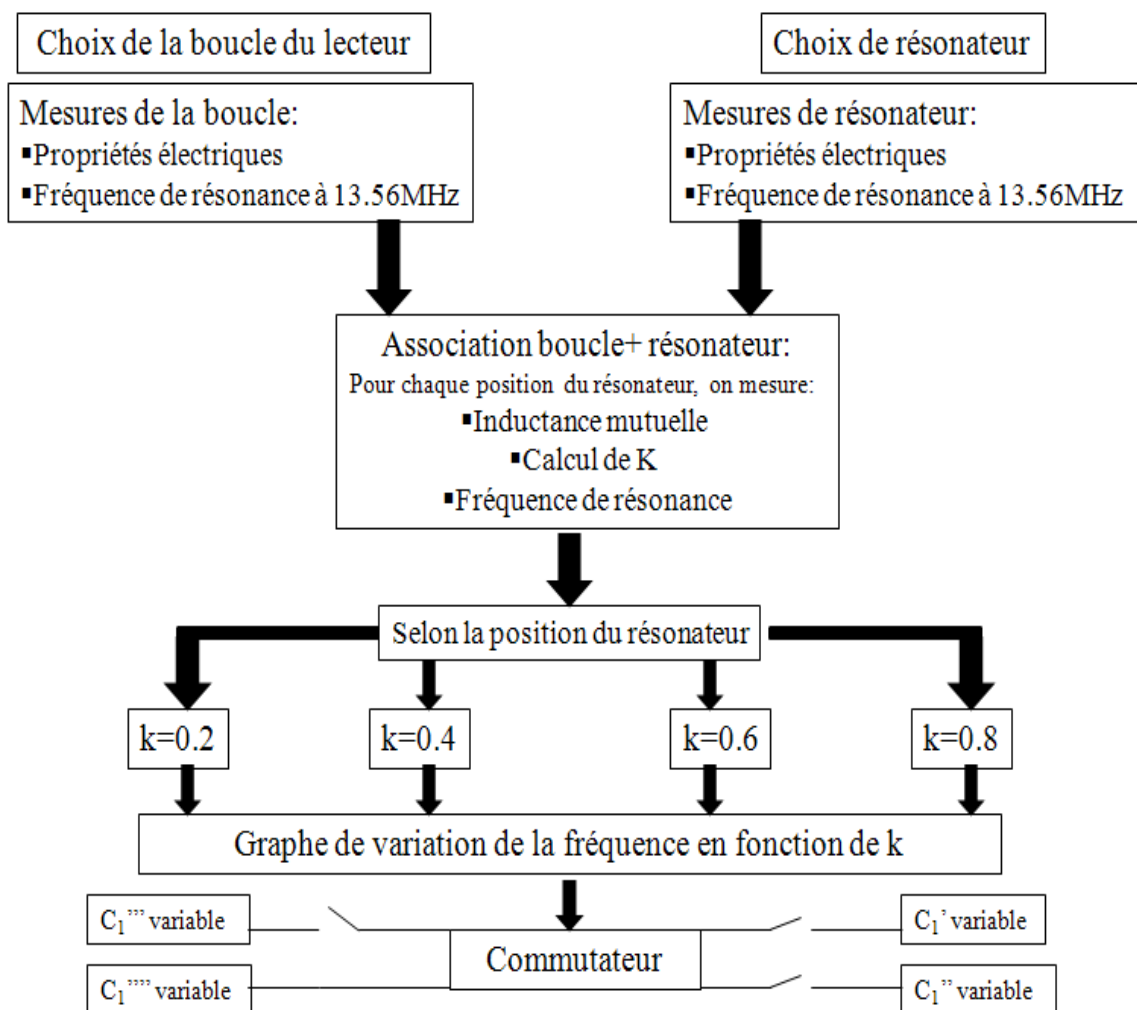 Choix de la boucle du lecteur
Choix de résonateur
Mesures de la boucle:
▪Propriétés électriques
▪Fréquence de résonance à 13.56MHz
Mesures de résonateur:
▪Propriétés électriques
▪Fréquence de résonance à 13.56MHz
Association boucle+ résonateur:
Pour chaque position du résonateur, on mesure:
▪Inductance mutuelle
▪Calcul de K
▪Fréquence de résonance
Selon la position du résonateur
k=0.2
k=0.4
k=0.6
k=0.8
Graphe de variation de la fréquence en fonction de k
C₁’’’ variable
C₁’ variable
Commutateur
C₁’’’’ variable
C₁’’ variable